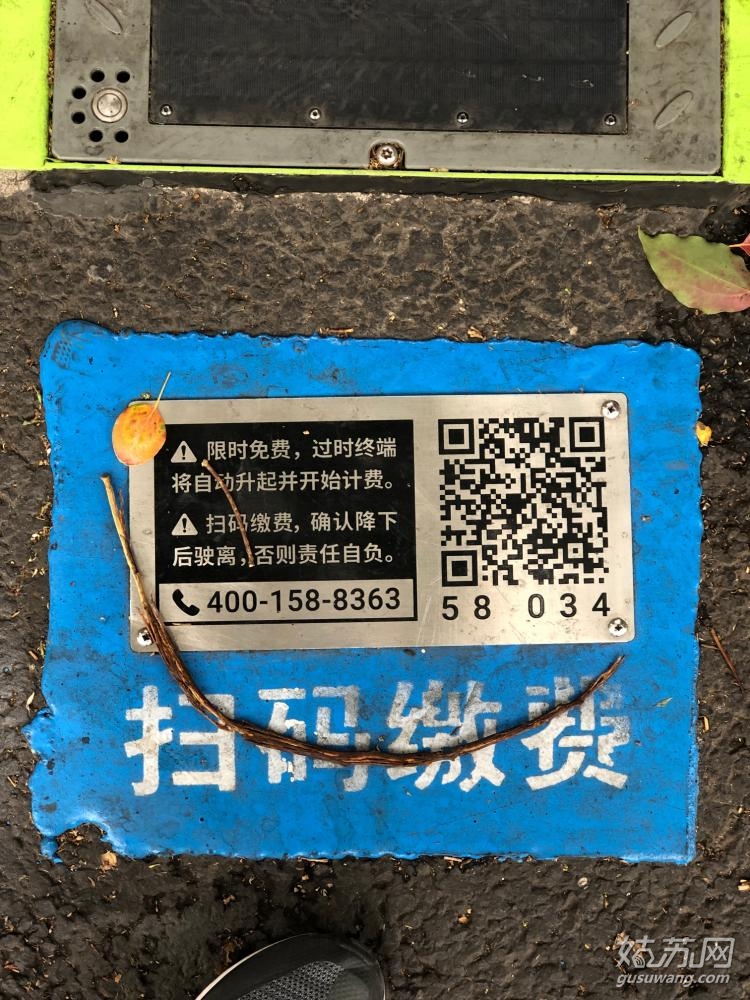 限时免费，过时终端
将自动升起并开始计费。
扫码缴费，确认降下
后驶离，否则责任自负。
400-158-8363
58 034
扫码缴费
姑苏网
gusuwang.com